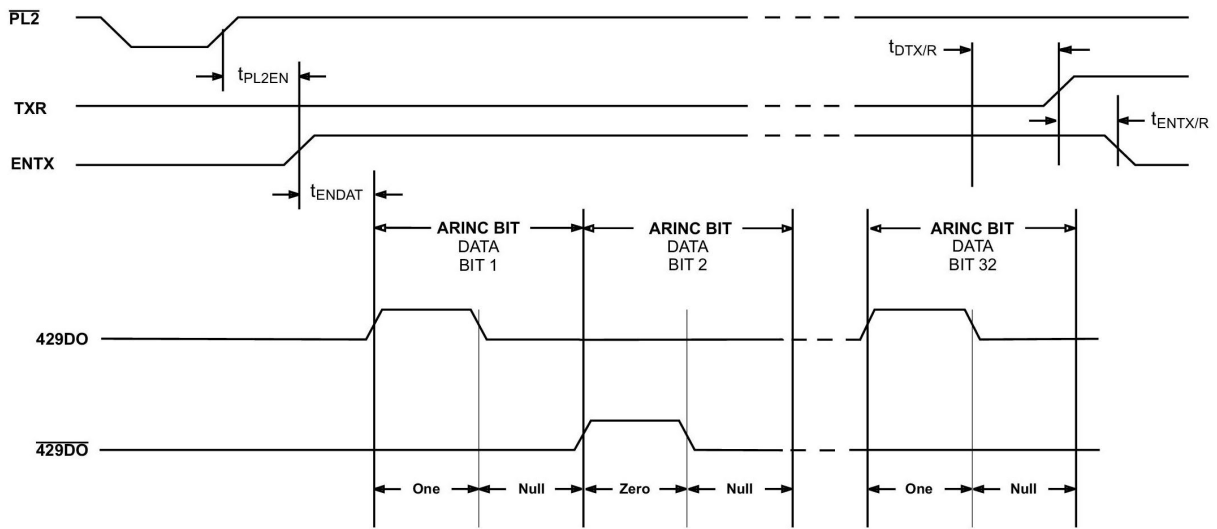 PL2
tPL2EN
tDTX/R
TXR
tENTX/R
ENTX
tENDAT
ARINC BIT
DATA
BIT 1
ARINC BIT
DATA
BIT 2
ARINC BIT
DATA
BIT 32
429DO
429DO
One
Null
Zero
Null
One
Null